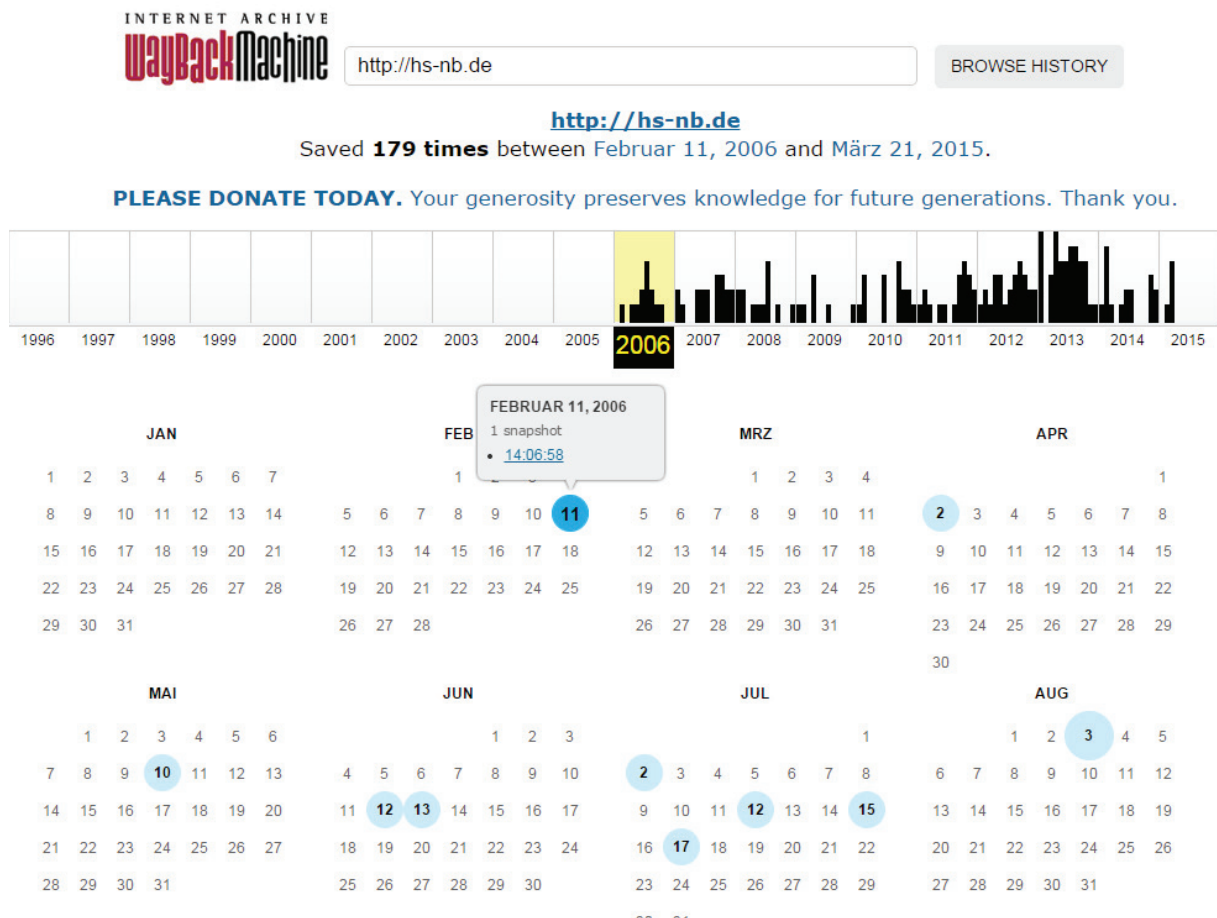 INTERNET ARCHIVE
WayBackMachine
http://hs-nb.de
BROWSE HISTORY
http://hs-nb.de
Saved 179 times between Februar 11, 2006 and März 21, 2015.
PLEASE DONATE TODAY. Your generosity preserves knowledge for future generations. Thank you.
1996 1997 1998 1999 2000 2001 2002 2003 2004 2005 2006 2007 2008 2009 2010 2011 2012 2013 2014 2015
FEBRUAR 11, 2006
1 snapshot
• 14:06:58
JAN FEB MRZ APR
1 2 3 4 5 6 7 1 1 2 3 4 1
8 9 10 11 12 13 14 5 6 7 8 9 10 11 5 6 7 8 9 10 11 2 3 4 5 6 7 8
15 16 17 18 19 20 21 12 13 14 15 16 17 18 12 13 14 15 16 17 18 9 10 11 12 13 14 15
22 23 24 25 26 27 28 19 20 21 22 23 24 25 19 20 21 22 23 24 25 16 17 18 19 20 21 22
29 30 31 26 27 28 26 27 28 29 30 31 23 24 25 26 27 28 29
30
MAI JUN JUL AUG
1 2 3 4 5 6 1 2 3 1 1 2 3 4 5
7 8 9 10 11 12 13 4 5 6 7 8 9 10 2 3 4 5 6 7 8 6 7 8 9 10 11 12
14 15 16 17 18 19 20 11 12 13 14 15 16 17 9 10 11 12 13 14 15 13 14 15 16 17 18 19
21 22 23 24 25 26 27 18 19 20 21 22 23 24 16 17 18 19 20 21 22 20 21 22 23 24 25 26
28 29 30 31 25 26 27 28 29 30 23 24 25 26 27 28 29 27 28 29 30 31